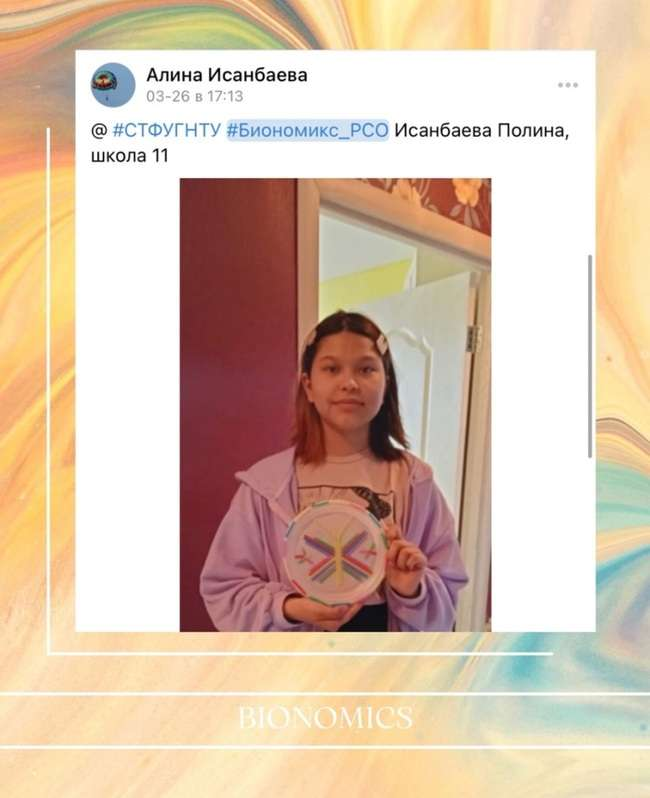 Алина Исанбаева
03-26 в 17:13
@ #СТФУГНТУ #Биономикс_РСО Исанбаева Полина,
школа 11
BIONOMICS